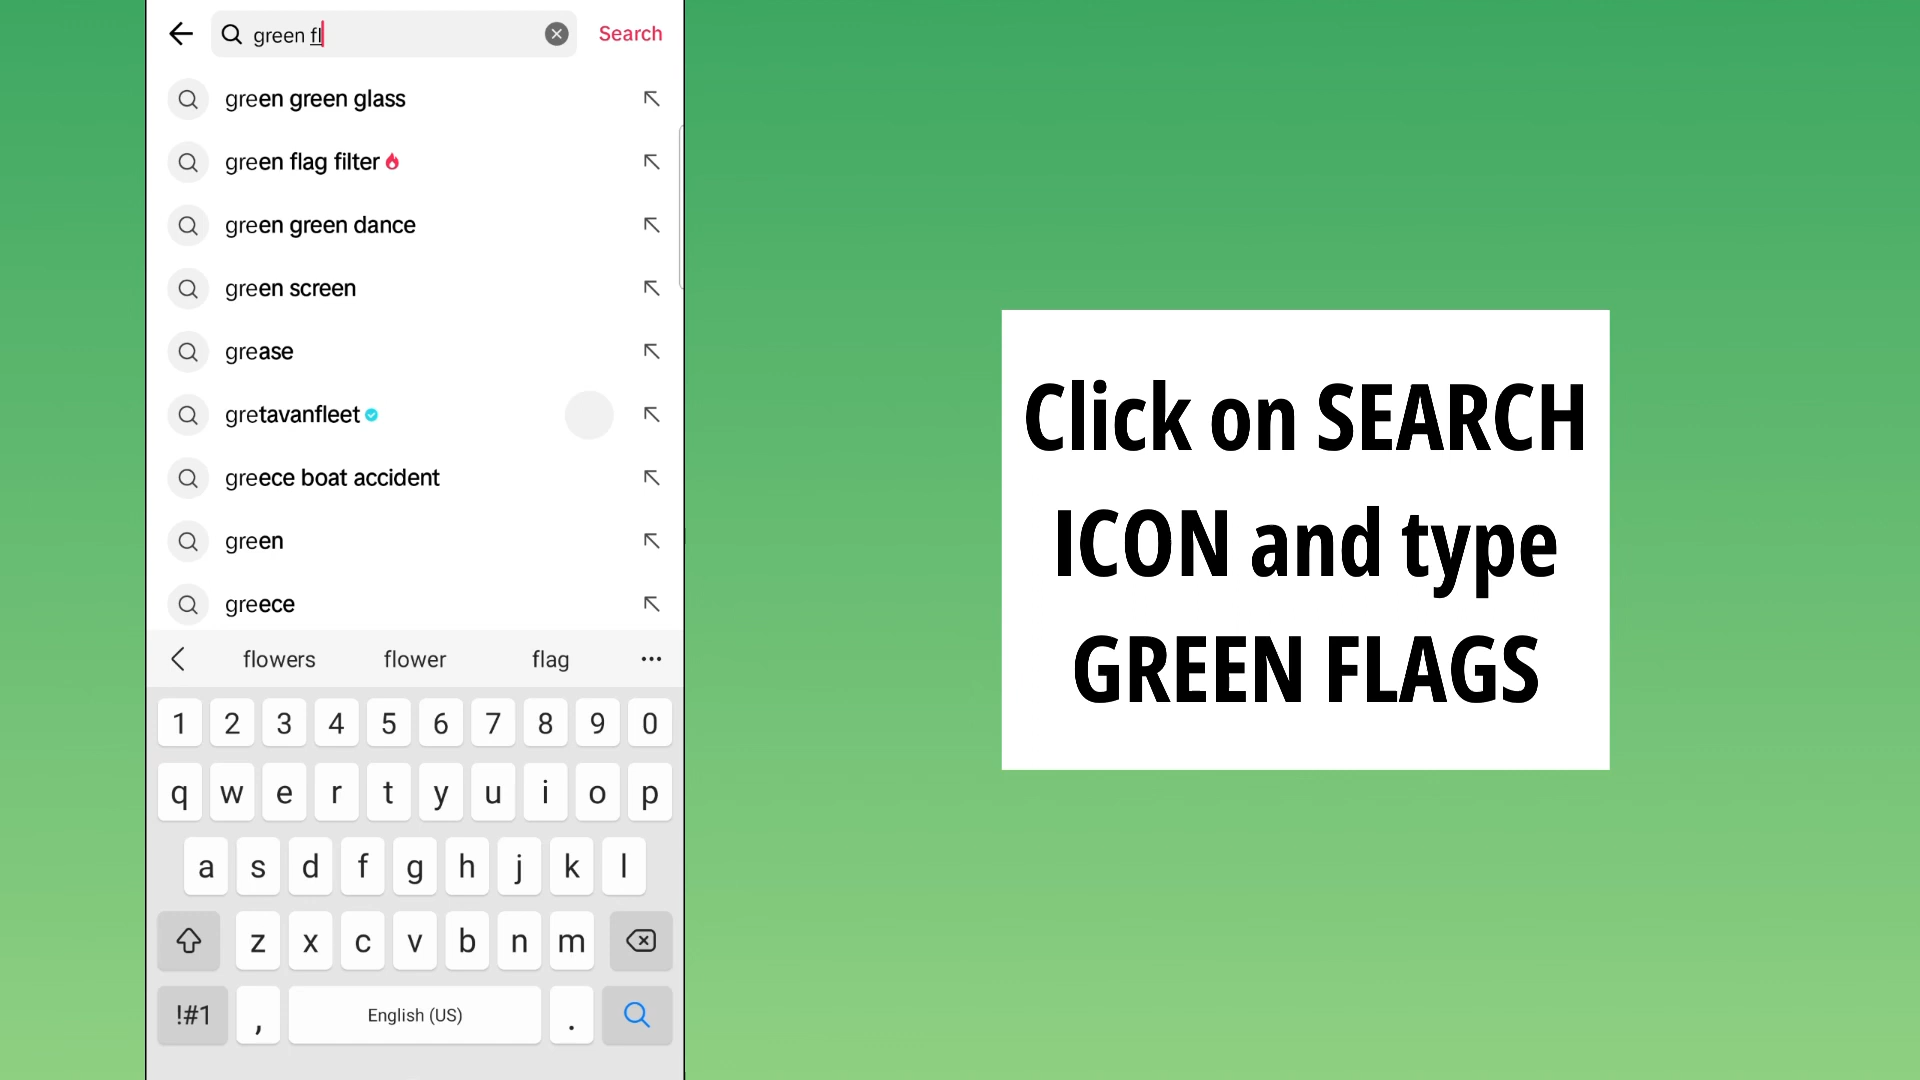 green fl
Search
green green glass
green flag filter
green green dance
green screen
grease
gretavanfleet
greece boat accident
green
greece
flowers flower flag ...
1 2 3 4 5 6 7 8 9 0
q w e r t y u i o p
a s d f g h j k l
z x c v b n m
!#1 , English (US) .
Click on SEARCH
ICON and type
GREEN FLAGS